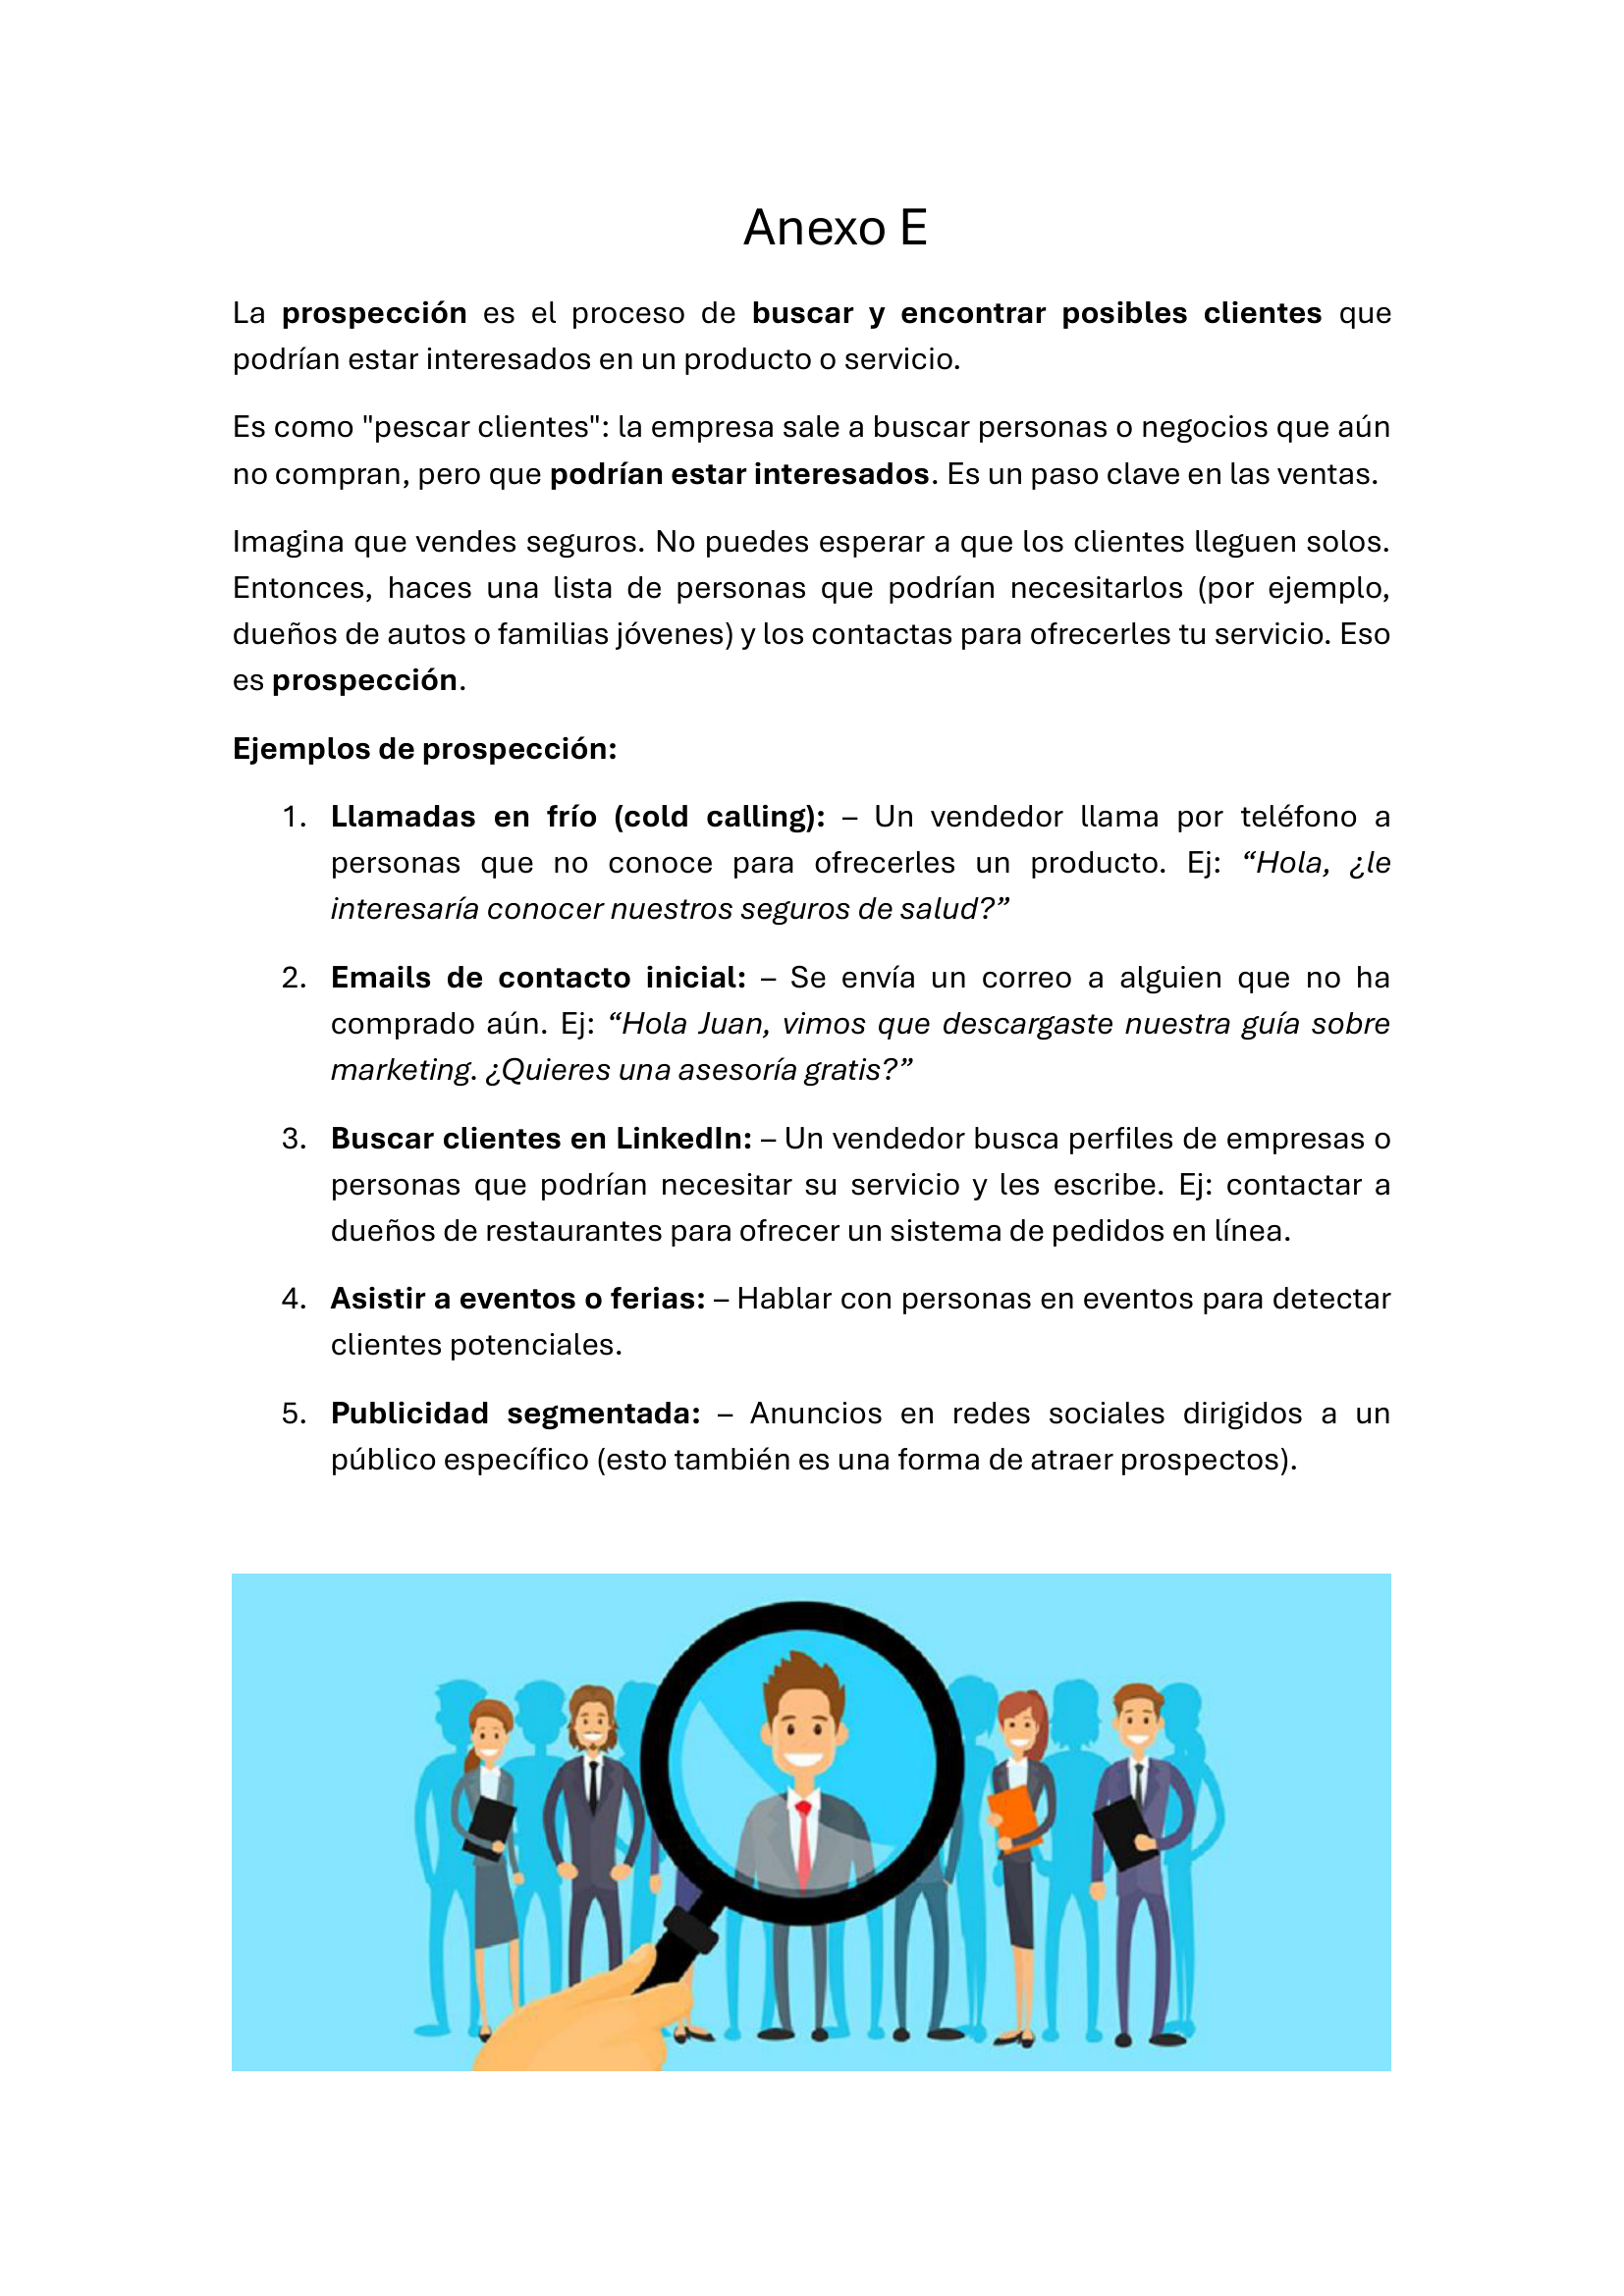 Anexo E
La prospección es el proceso de buscar y encontrar posibles clientes que
podrían estar interesados en un producto o servicio.
Es como "pescar clientes": la empresa sale a buscar personas o negocios que aún
no compran, pero que podrían estar interesados. Es un paso clave en las ventas.
Imagina que vendes seguros. No puedes esperar a que los clientes lleguen solos.
Entonces, haces una lista de personas que podrían necesitarlos (por ejemplo,
dueños de autos o familias jóvenes) y los contactas para ofrecerles tu servicio. Eso
es prospección.
Ejemplos de prospección:
1. Llamadas en frío (cold calling): – Un vendedor llama por teléfono a
personas que no conoce para ofrecerles un producto. Ej: “Hola, ¿le
interesaría conocer nuestros seguros de salud?”
2. Emails de contacto inicial: – Se envía un correo a alguien que no ha
comprado aún. Ej: “Hola Juan, vimos que descargaste nuestra guía sobre
marketing. ¿Quieres una asesoría gratis?”
3. Buscar clientes en LinkedIn: – Un vendedor busca perfiles de empresas o
personas que podrían necesitar su servicio y les escribe. Ej: contactar a
dueños de restaurantes para ofrecer un sistema de pedidos en línea.
4. Asistir a eventos o ferias: – Hablar con personas en eventos para detectar
clientes potenciales.
5. Publicidad segmentada: – Anuncios en redes sociales dirigidos a un
público específico (esto también es una forma de atraer prospectos).